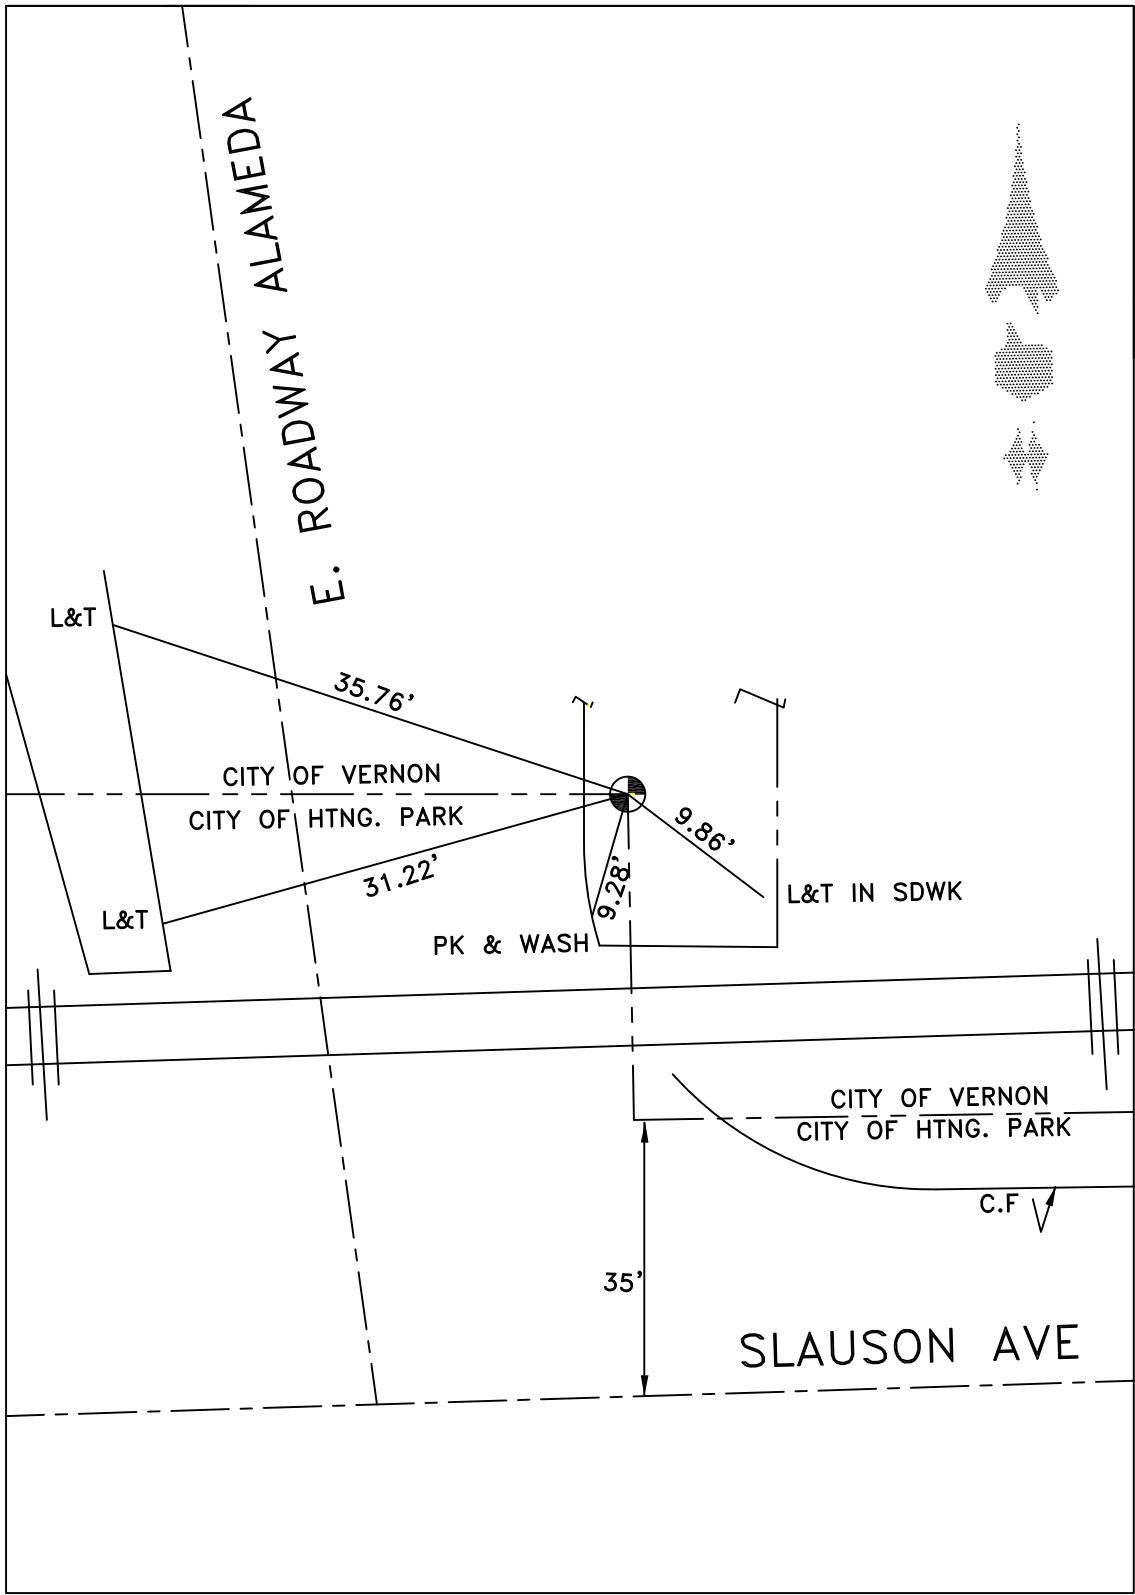 E. ROADWAY ALAMEDA
L&T
35.76'
CITY OF VERNON
CITY OF HTNG. PARK
9.86'
31.22'
9.28'
L&T IN SDWK
L&T
PK & WASH
CITY OF VERNON
CITY OF HTNG. PARK
C.F
35'
SLAUSON AVE